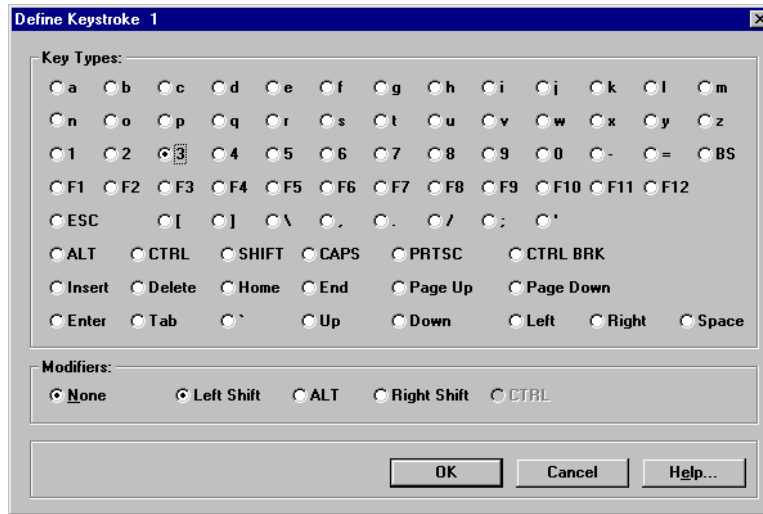 Define Keystroke 1
Key Types:
a b c d e f g h i j k l m
n o p q r s t u v w x y z
1 2 3 4 5 6 7 8 9 0 - = BS
F1 F2 F3 F4 F5 F6 F7 F8 F9 F10 F11 F12
ESC [ ] \ , . / ; '
ALT CTRL SHIFT CAPS PRTSC CTRL BRK
Insert Delete Home End Page Up Page Down
Enter Tab ` Up Down Left Right Space
Modifiers:
None Left Shift ALT Right Shift CTRL
OK Cancel Help...